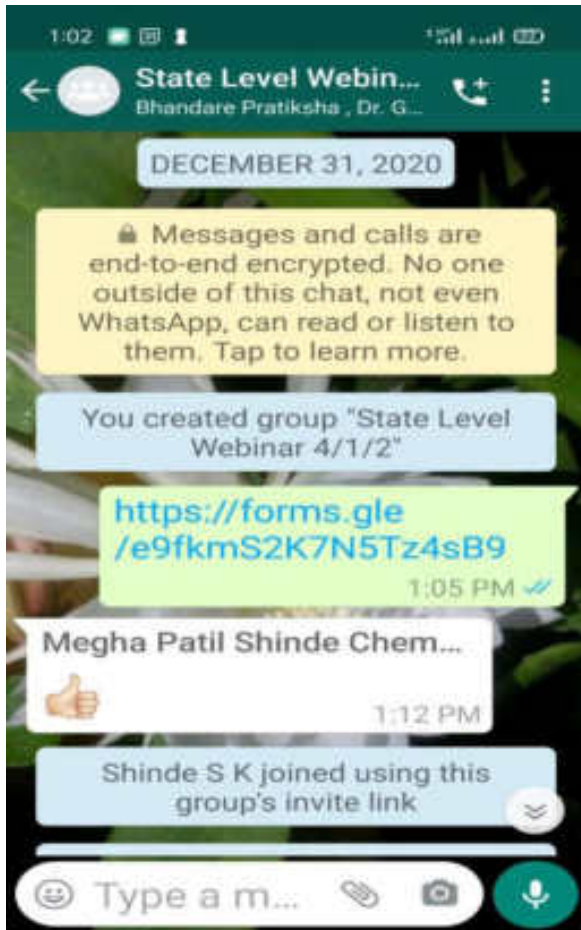 1:02
State Level Webin...
Bhandare Pratiksha , Dr. G...
DECEMBER 31, 2020
Messages and calls are
end-to-end encrypted. No one
outside of this chat, not even
WhatsApp, can read or listen to
them. Tap to learn more.
You created group "State Level
Webinar 4/1/2"
https://forms.gle
/e9fkmS2K7N5Tz4sB9
1:05 PM
Megha Patil Shinde Chem...
1:12 PM
Shinde S K joined using this
group's invite link
Type a m...